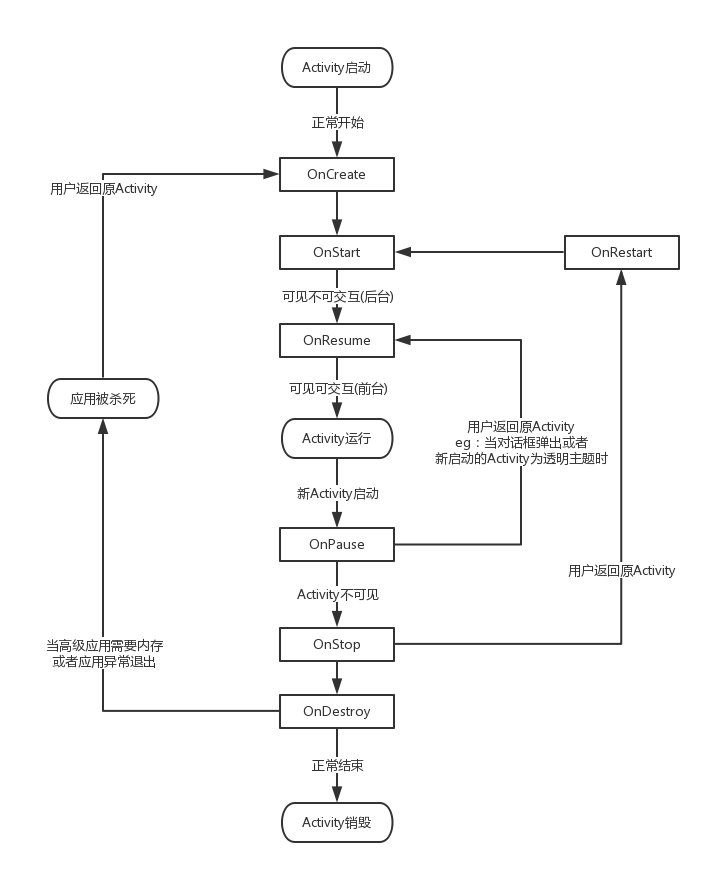 Activity启动
正常开始
OnCreate
用户返回原Activity
OnStart
OnRestart
可见不可交互(后台)
OnResume
可见可交互(前台)
应用被杀死
Activity运行
用户返回原Activity
eg：当对话框弹出或者
新启动的Activity为透明主题时
新Activity启动
OnPause
用户返回原Activity
Activity不可见
OnStop
当高级应用需要内存
或者应用异常退出
OnDestroy
正常结束
Activity销毁